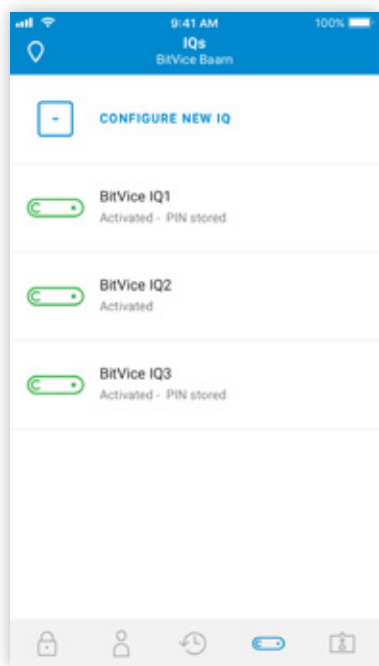 9:41 AM
100%
IQs
BitVice Baarn
CONFIGURE NEW IQ
BitVice IQ1
Activated - PIN stored
BitVice IQ2
Activated
BitVice IQ3
Activated - PIN stored